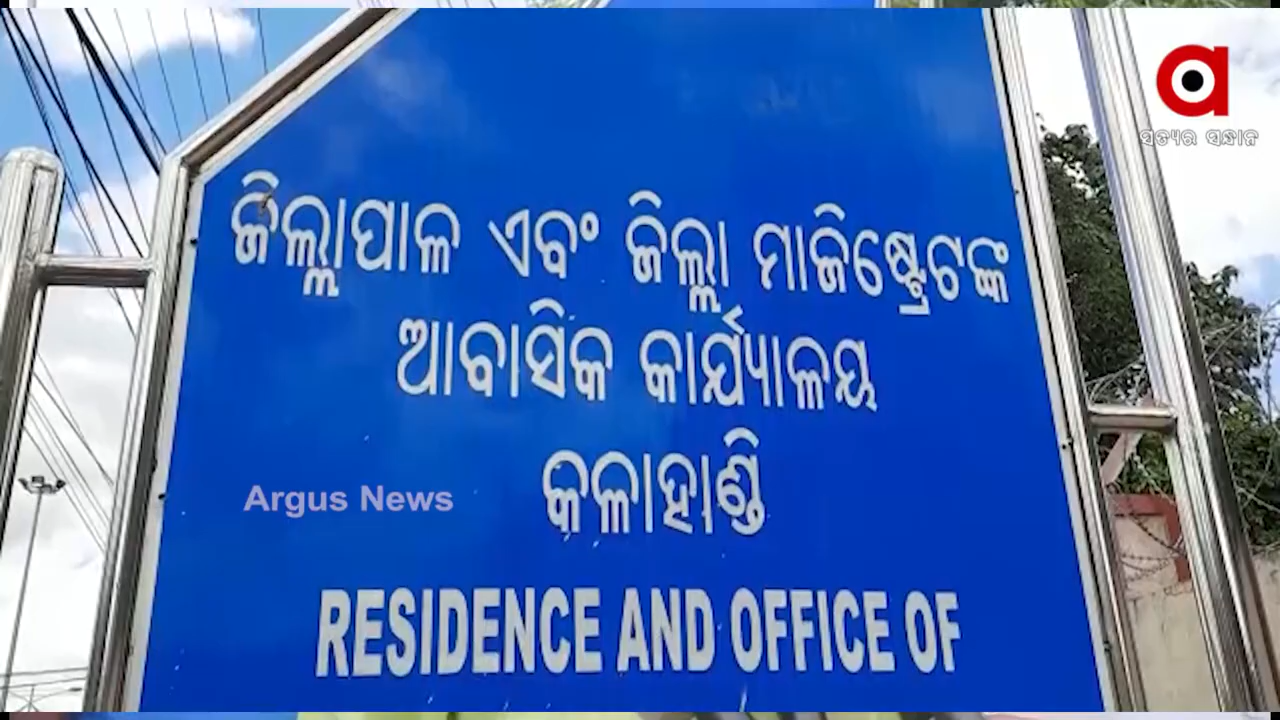 ସତ୍ୟର ସନ୍ଧାନ
ଜିଲ୍ଲାପାଳ ଏବଂ ଜିଲ୍ଲା ମାଜିଷ୍ଟ୍ରେଟଙ୍କ
ଆବାସିକ କାର୍ଯ୍ୟାଳୟ
କଳାହାଣ୍ଡି
Argus News
RESIDENCE AND OFFICE OF